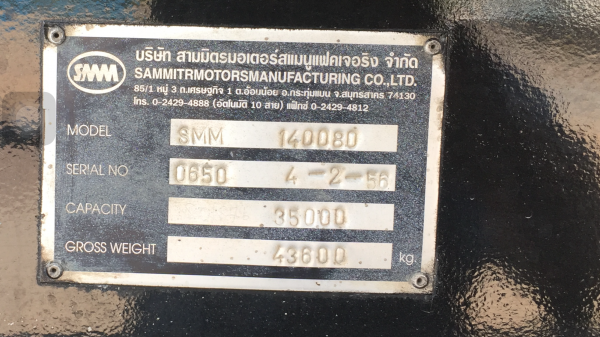 SMM
บริษัท สามมิตรมอเตอร์สแมนูแฟคเจอริง จำกัด
SAMMITRMOTORSMANUFACTURING CO.,LTD.
85/1 หมู่ 3 ถ.เศรษฐกิจ 1 ต.อ้อมน้อย อ.กระทุ่มแบน จ.สมุทรสาคร 74130
โทร. 0-2429-4888 (อัตโนมัติ 10 สาย) แฟ็กซ์ 0-2429-4812
MODEL SMM 140080
SERIAL NO 0650 4-2-56
CAPACITY 35000
GROSS WEIGHT 43600 kg.